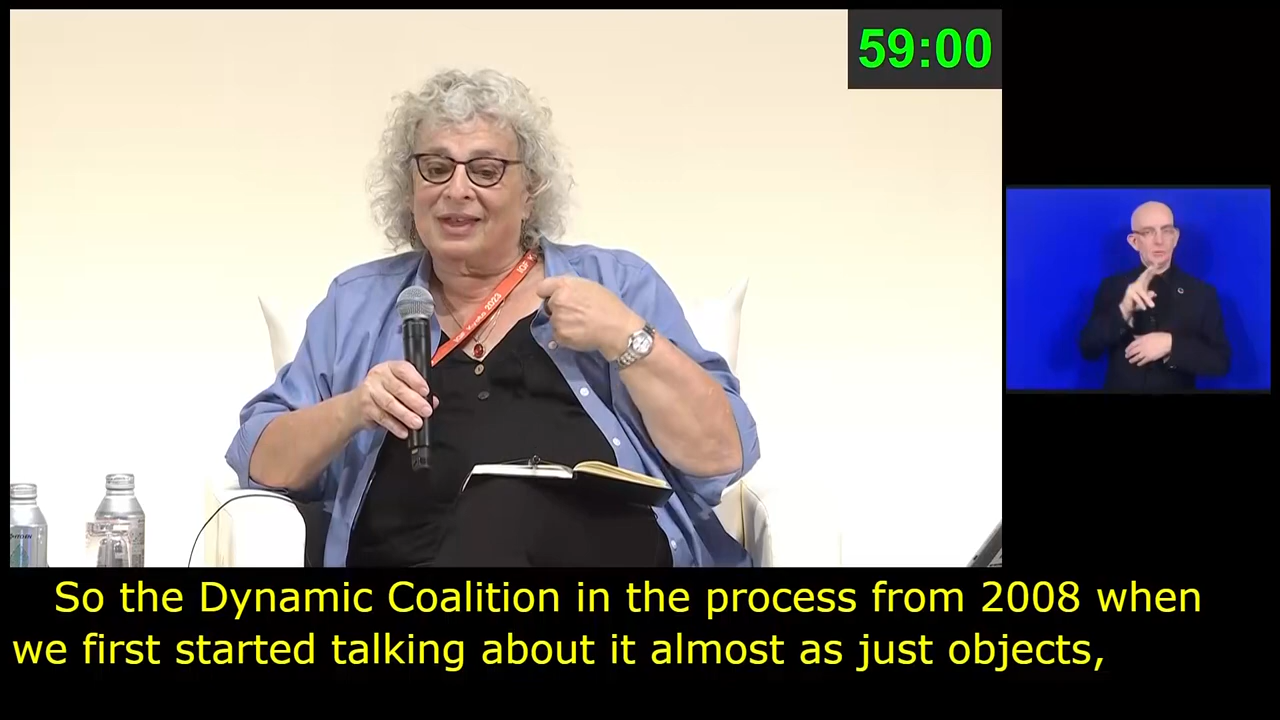 59:00
So the Dynamic Coalition in the process from 2008 when
we first started talking about it almost as just objects,